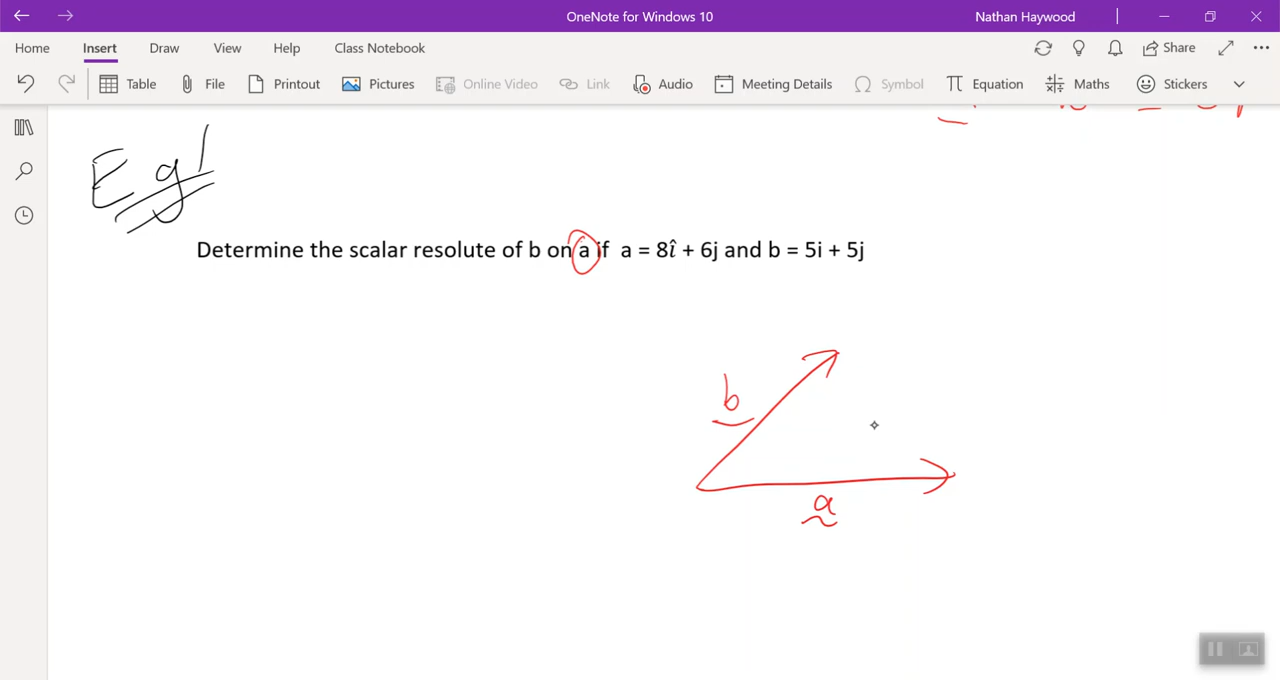 OneNote for Windows 10
Nathan Haywood
Home Insert Draw View Help Class Notebook Share
Table File Printout Pictures Online Video Link Audio Meeting Details Symbol Equation Maths Stickers
Eg1
Determine the scalar resolute of b on a if a = 8î + 6j and b = 5i + 5j
b
a